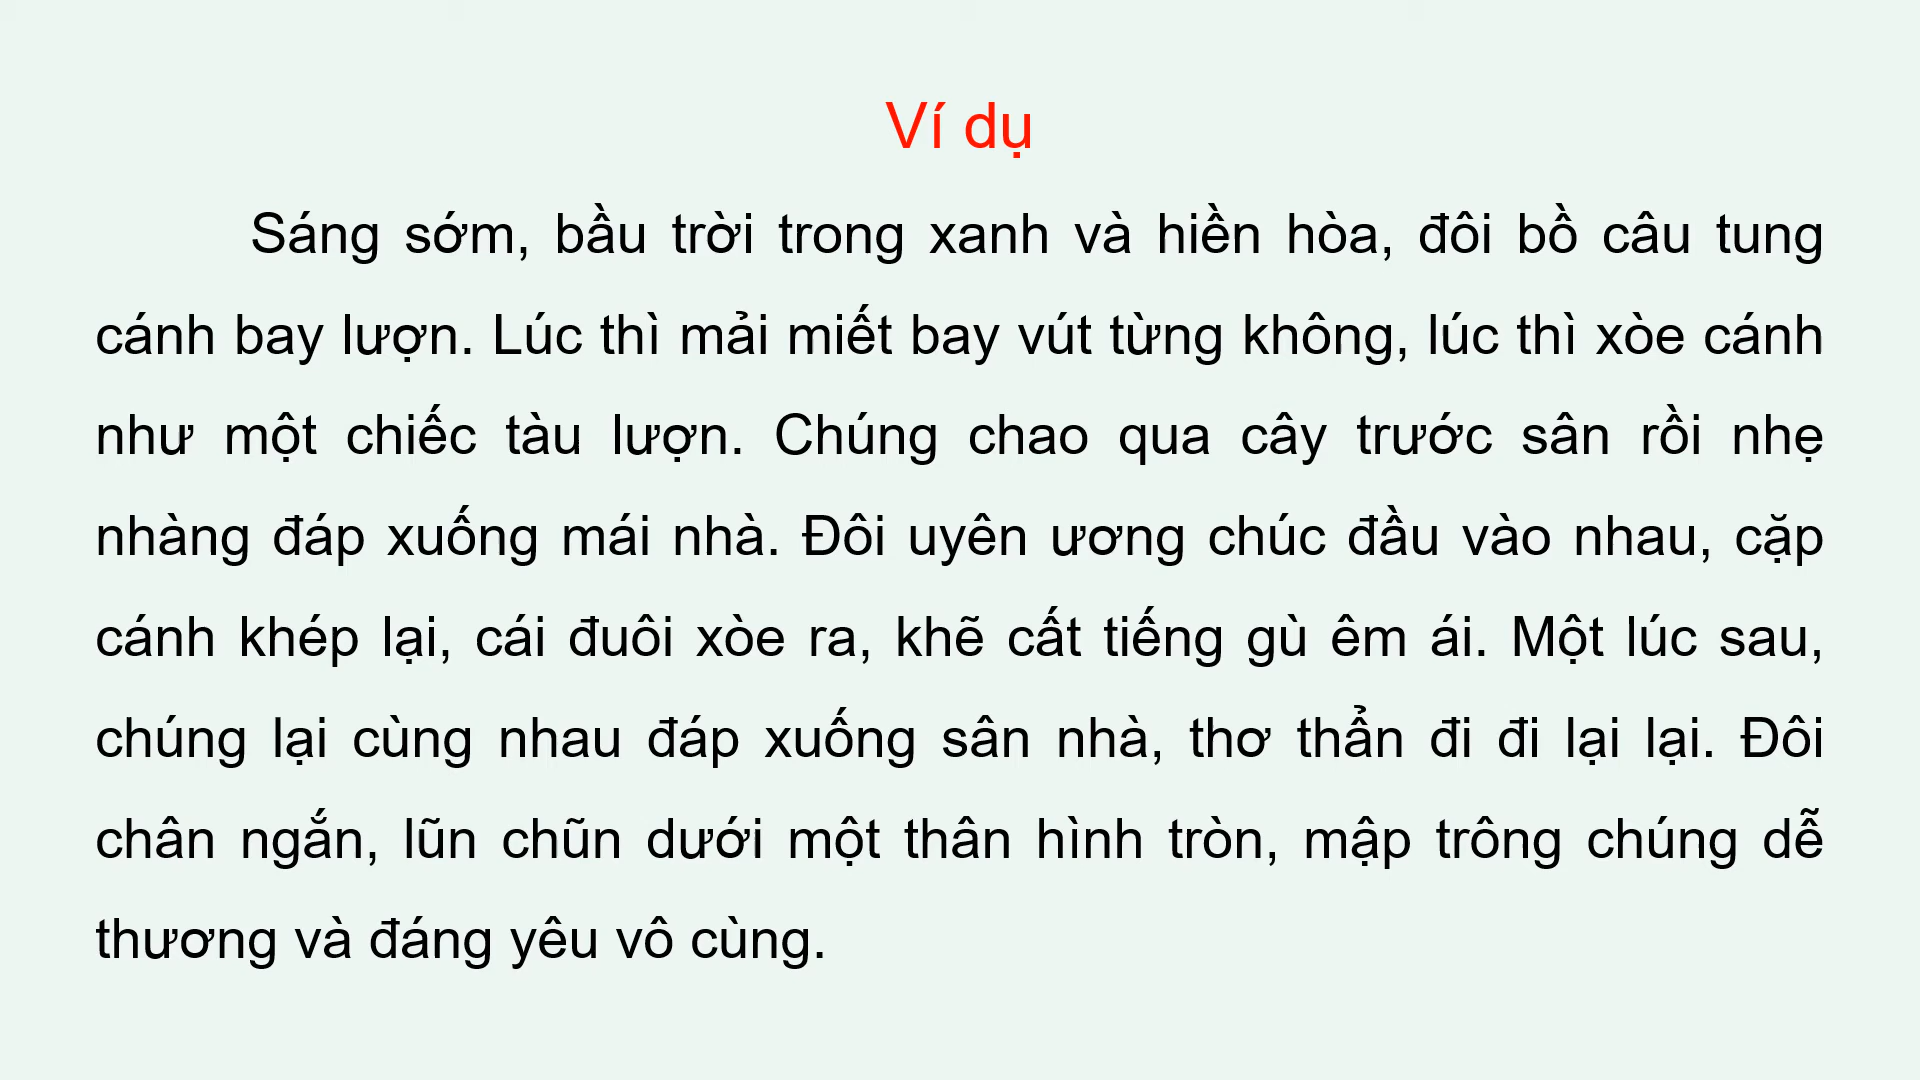 Ví dụ
Sáng sớm, bầu trời trong xanh và hiền hòa, đôi bồ câu tung
cánh bay lượn. Lúc thì mải miết bay vút từng không, lúc thì xòe cánh
như một chiếc tàu lượn. Chúng chao qua cây trước sân rồi nhẹ
nhàng đáp xuống mái nhà. Đôi uyên ương chúc đầu vào nhau, cặp
cánh khép lại, cái đuôi xòe ra, khẽ cất tiếng gù êm ái. Một lúc sau,
chúng lại cùng nhau đáp xuống sân nhà, thơ thẩn đi đi lại lại. Đôi
chân ngắn, lũn chũn dưới một thân hình tròn, mập trông chúng dễ
thương và đáng yêu vô cùng.